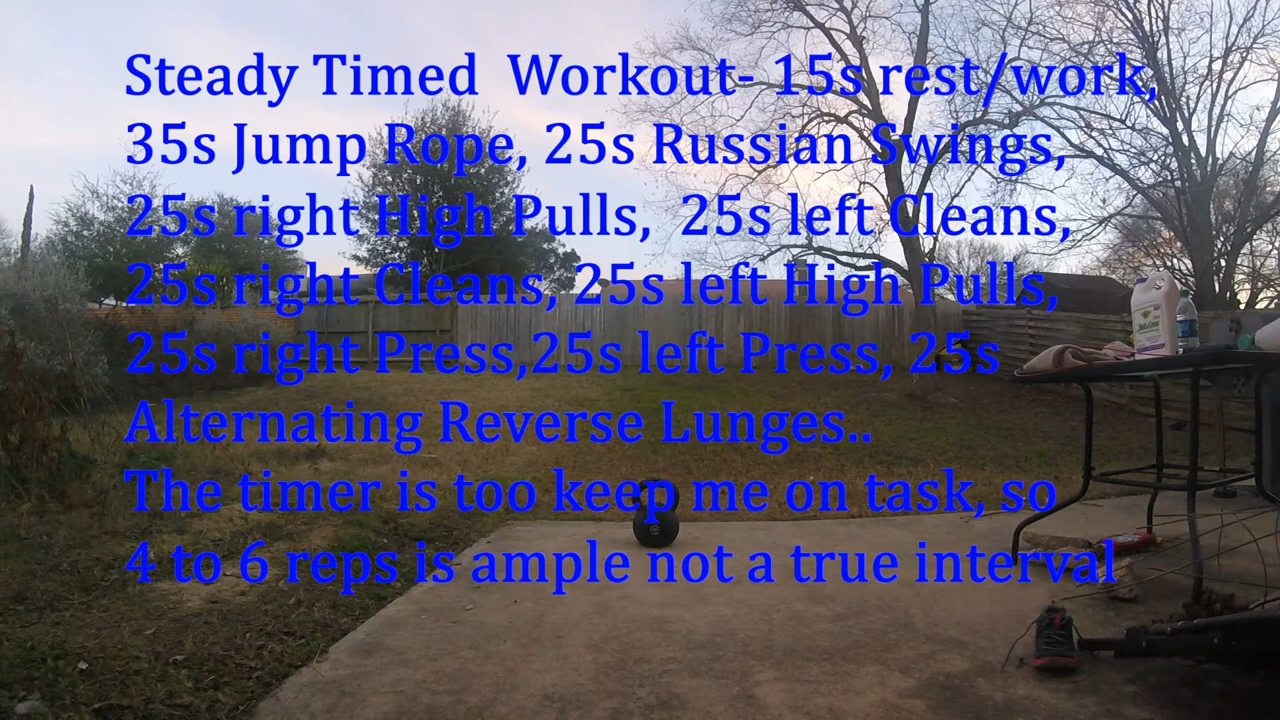 Steady Timed  Workout- 15s rest/work,
35s Jump Rope, 25s Russian Swings,
25s right High Pulls,  25s left Cleans,
25s right Cleans, 25s left High Pulls,
25s right Press,25s left Press, 25s
Alternating Reverse Lunges..
The timer is too keep me on task, so
4 to 6 reps is ample not a true interval